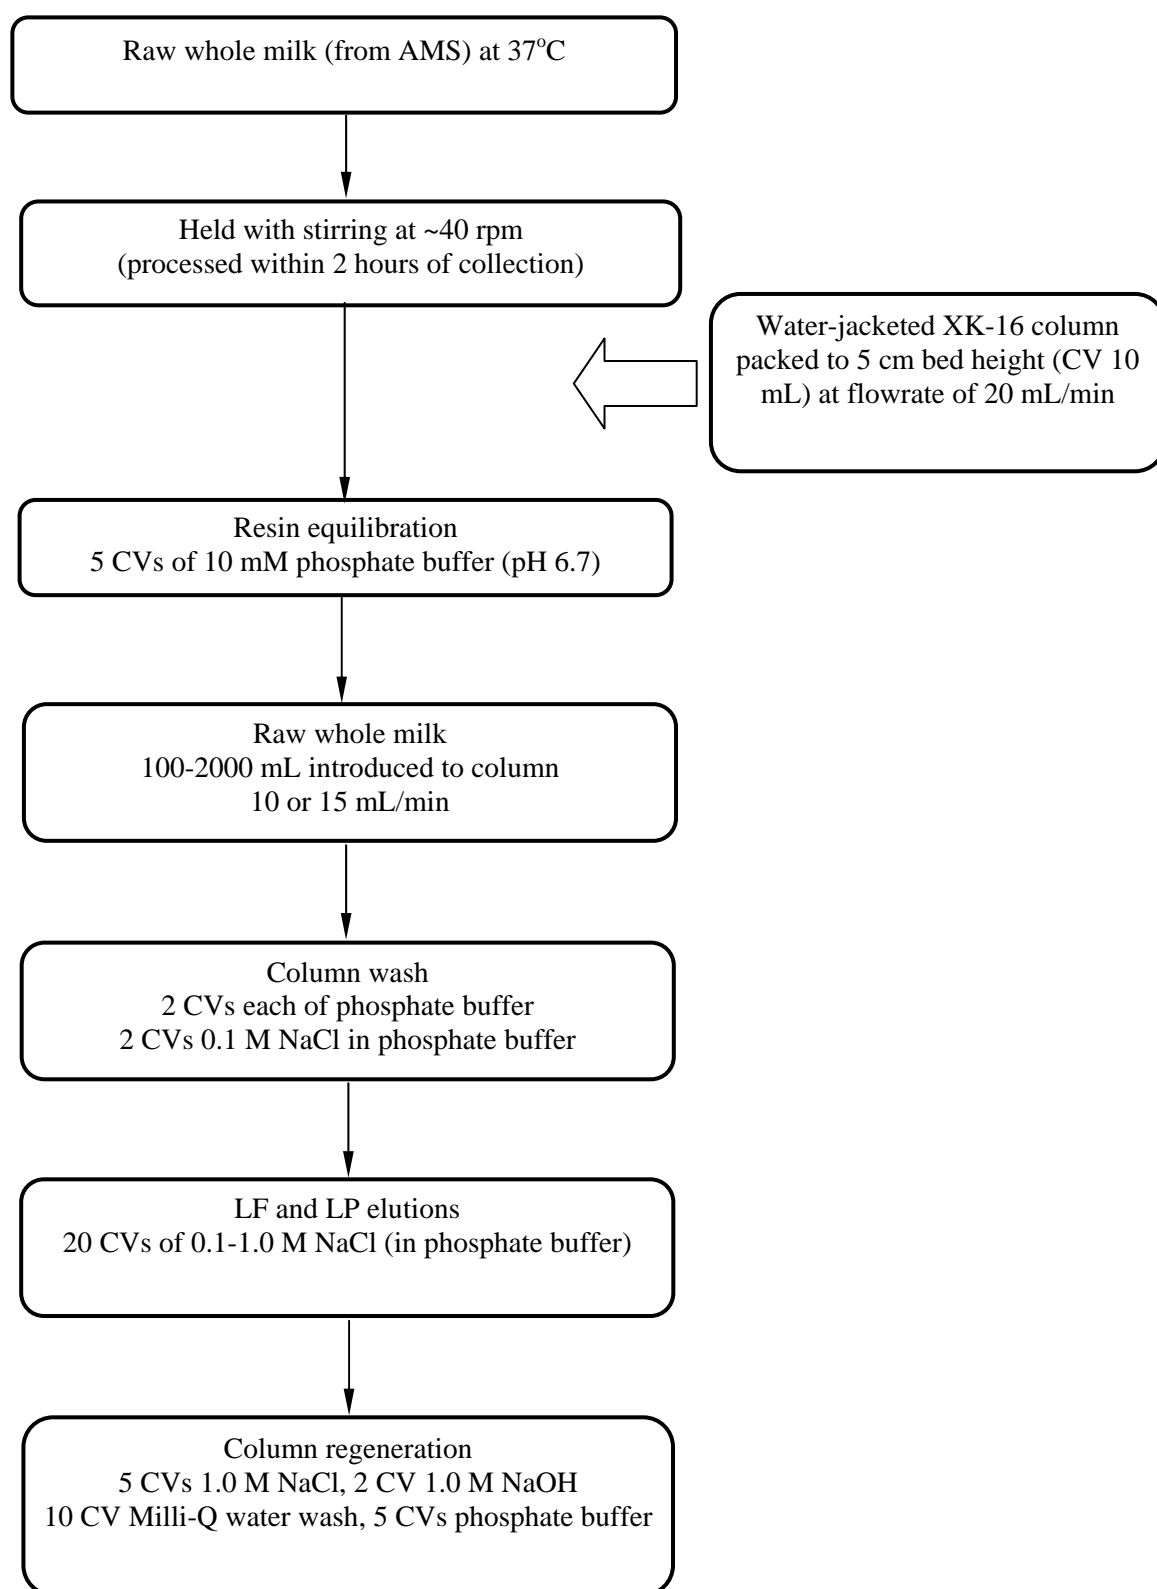 Raw whole milk (from AMS) at 37°C
Held with stirring at ~40 rpm
(processed within 2 hours of collection)
Water-jacketed XK-16 column
packed to 5 cm bed height (CV 10
mL) at flowrate of 20 mL/min
Resin equilibration
5 CVs of 10 mM phosphate buffer (pH 6.7)
Raw whole milk
100-2000 mL introduced to column
10 or 15 mL/min
Column wash
2 CVs each of phosphate buffer
2 CVs 0.1 M NaCl in phosphate buffer
LF and LP elutions
20 CVs of 0.1-1.0 M NaCl (in phosphate buffer)
Column regeneration
5 CVs 1.0 M NaCl, 2 CV 1.0 M NaOH
10 CV Milli-Q water wash, 5 CVs phosphate buffer